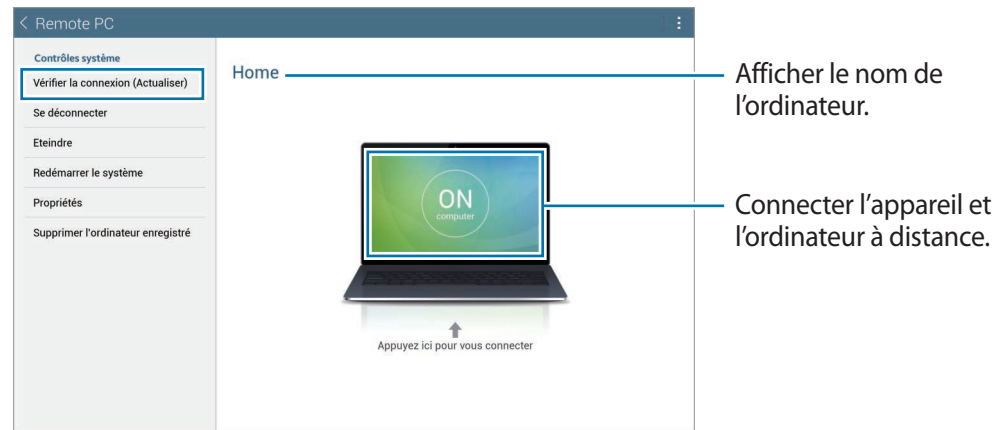 Remote PC
Contrôles système
Vérifier la connexion (Actualiser)
Se déconnecter
Eteindre
Redémarrer le système
Propriétés
Supprimer l'ordinateur enregistré
Home
ON
computer
Appuyez ici pour vous connecter
Afficher le nom de
l’ordinateur.
Connecter l’appareil et
l’ordinateur à distance.